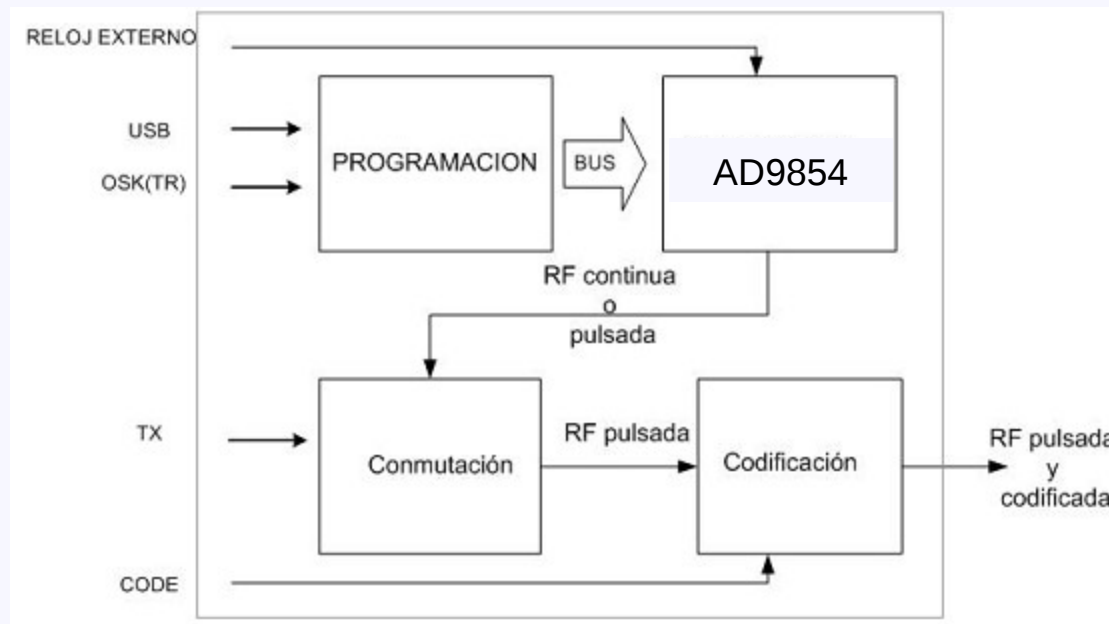 RELOJ EXTERNO
USB
OSK(TR)
PROGRAMACION
BUS
AD9854
RF continua
o
pulsada
TX
Conmutación
RF pulsada
Codificación
RF pulsada
y
codificada
CODE